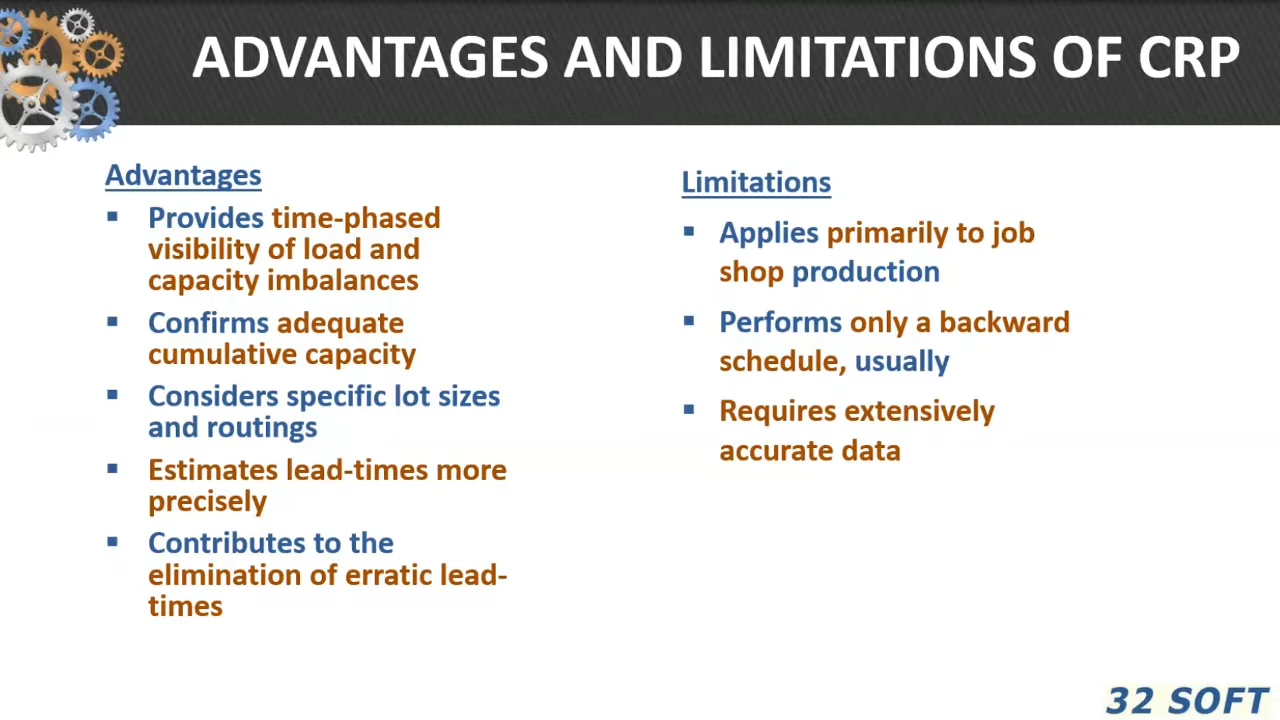 ADVANTAGES AND LIMITATIONS OF CRP
Advantages
▪ Provides time-phased
visibility of load and
capacity imbalances
▪ Confirms adequate
cumulative capacity
▪ Considers specific lot sizes
and routings
▪ Estimates lead-times more
precisely
▪ Contributes to the
elimination of erratic lead-
times
Limitations
▪ Applies primarily to job
shop production
▪ Performs only a backward
schedule, usually
▪ Requires extensively
accurate data
32 SOFT